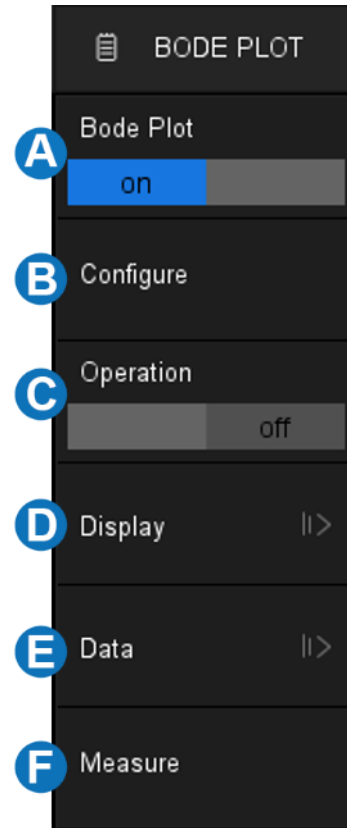 BODE PLOT
A
Bode Plot
on
B
Configure
C
Operation
off
D
Display
E
Data
F
Measure